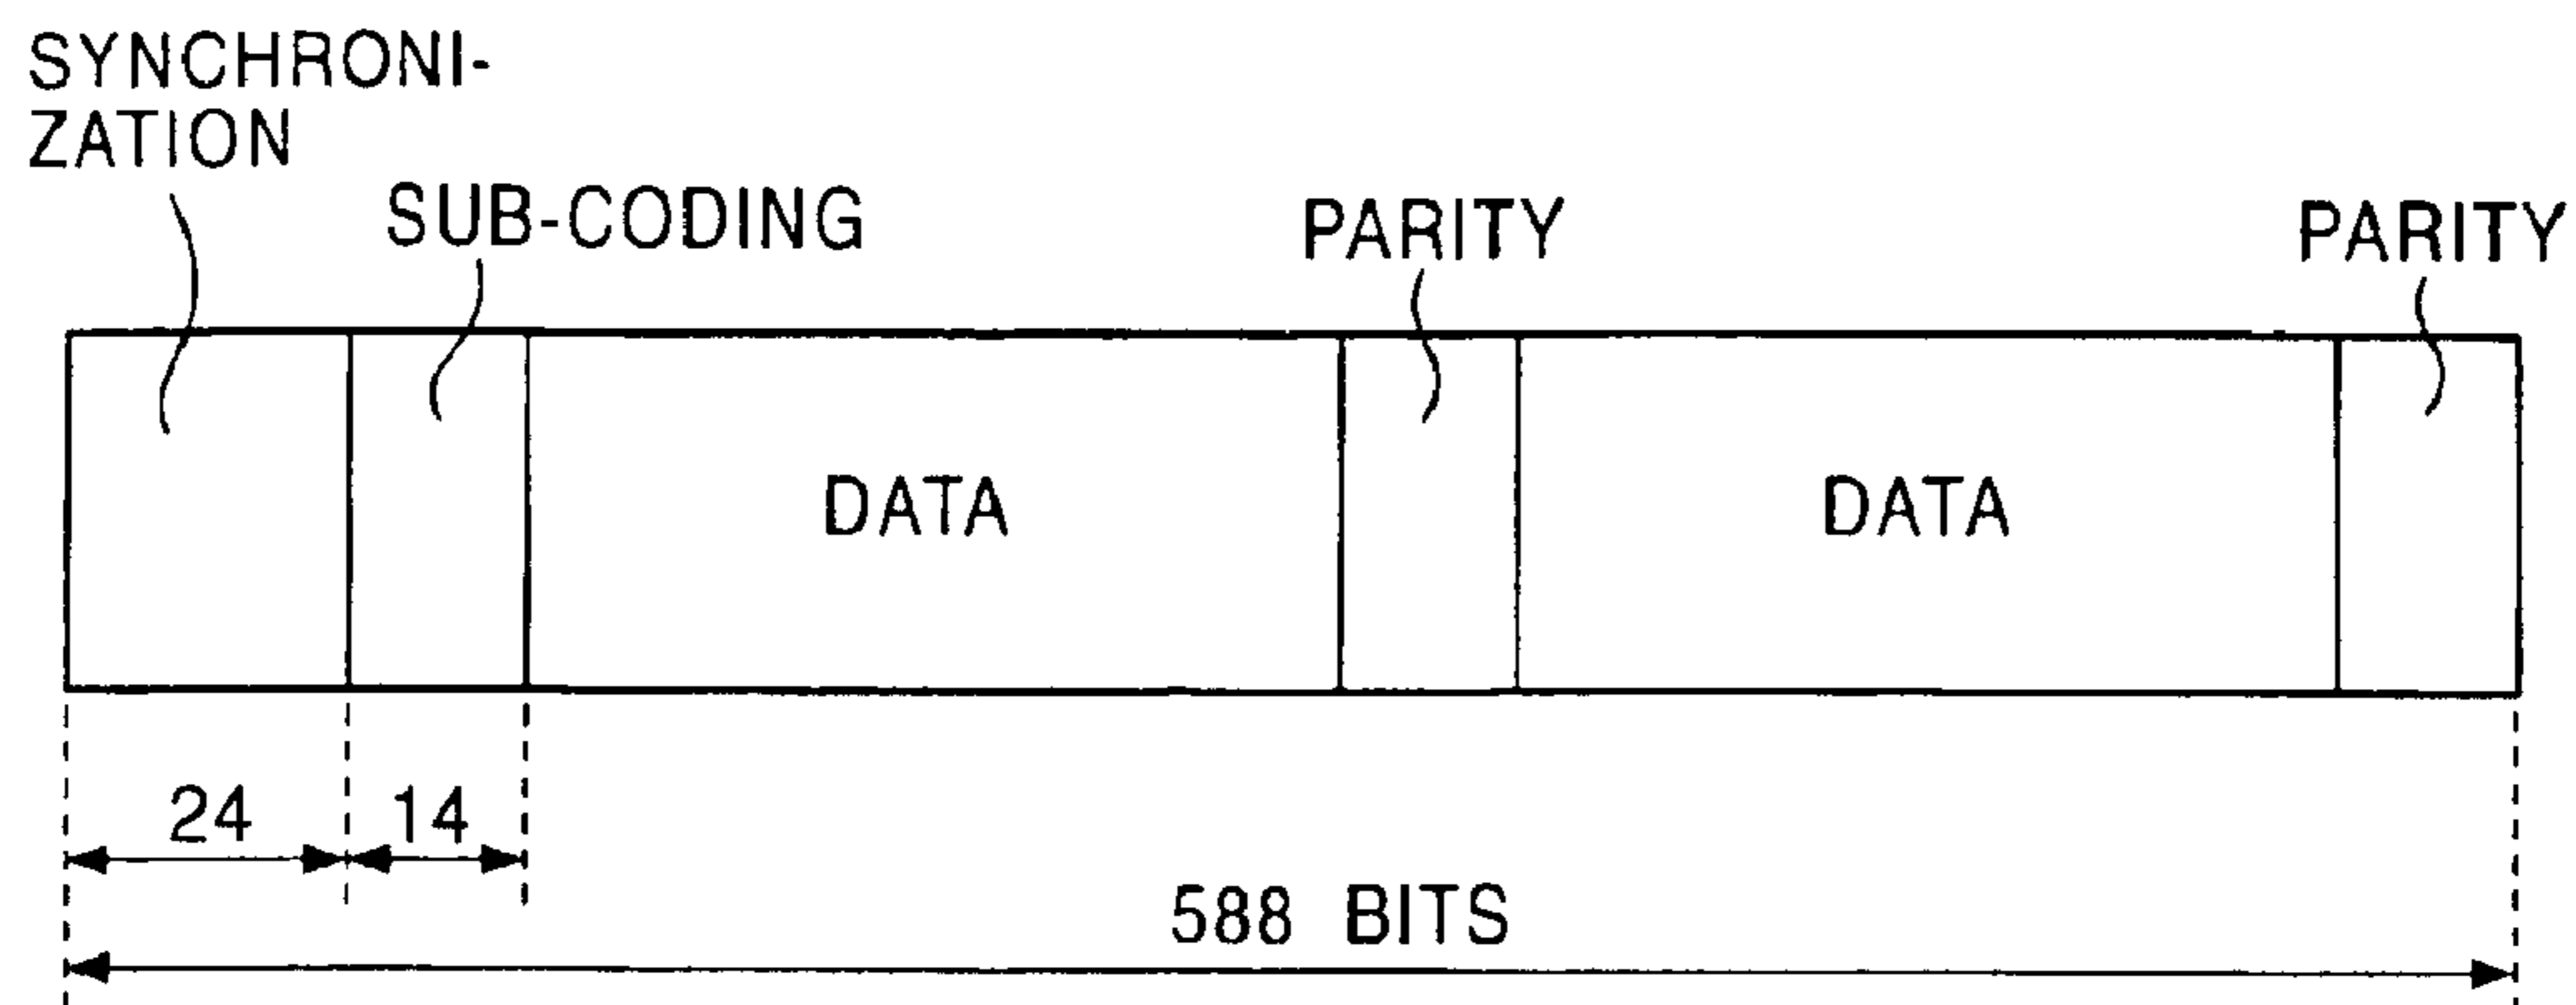 SYNCHRONI-
ZATION
SUB-CODING
PARITY
PARITY
DATA
DATA
24
14
588 BITS